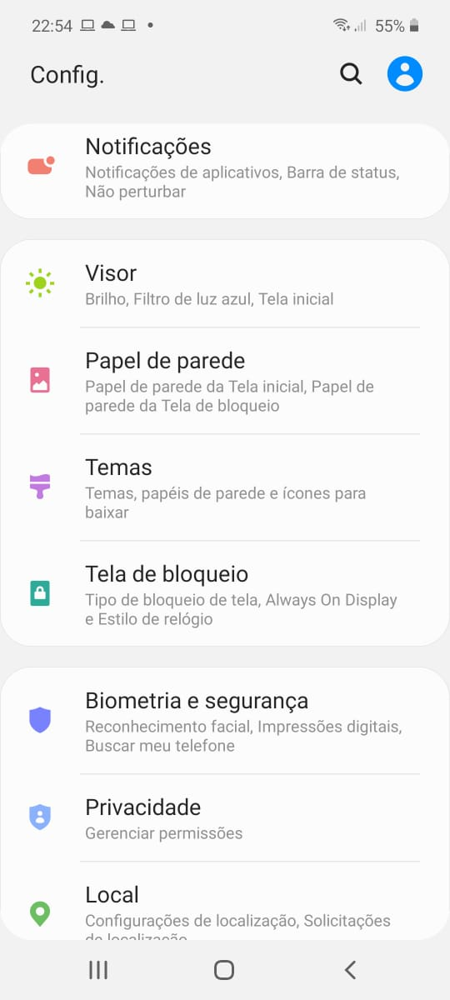 22:54
55%
Config.
Notificações
Notificações de aplicativos, Barra de status,
Não perturbar
Visor
Brilho, Filtro de luz azul, Tela inicial
Papel de parede
Papel de parede da Tela inicial, Papel de
parede da Tela de bloqueio
Temas
Temas, papéis de parede e ícones para
baixar
Tela de bloqueio
Tipo de bloqueio de tela, Always On Display
e Estilo de relógio
Biometria e segurança
Reconhecimento facial, Impressões digitais,
Buscar meu telefone
Privacidade
Gerenciar permissões
Local
Configurações de localização, Solicitações
de localização